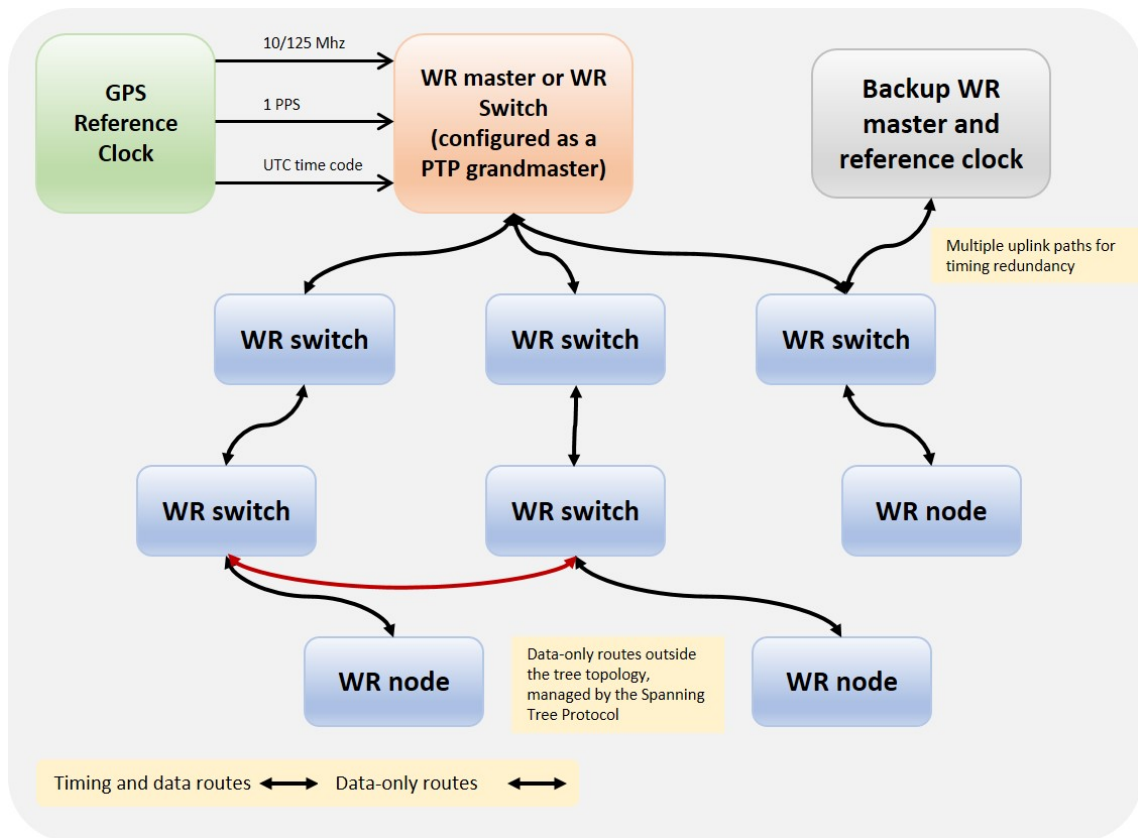 10/125 Mhz
GPS
Reference
Clock
1 PPS
UTC time code
WR master or WR
Switch
(configured as a
PTP grandmaster)
Backup WR
master and
reference clock
Multiple uplink paths for
timing redundancy
WR switch
WR switch
WR switch
WR switch
WR switch
WR node
WR node
Data-only routes outside
the tree topology,
managed by the Spanning
Tree Protocol
WR node
Timing and data routes
Data-only routes